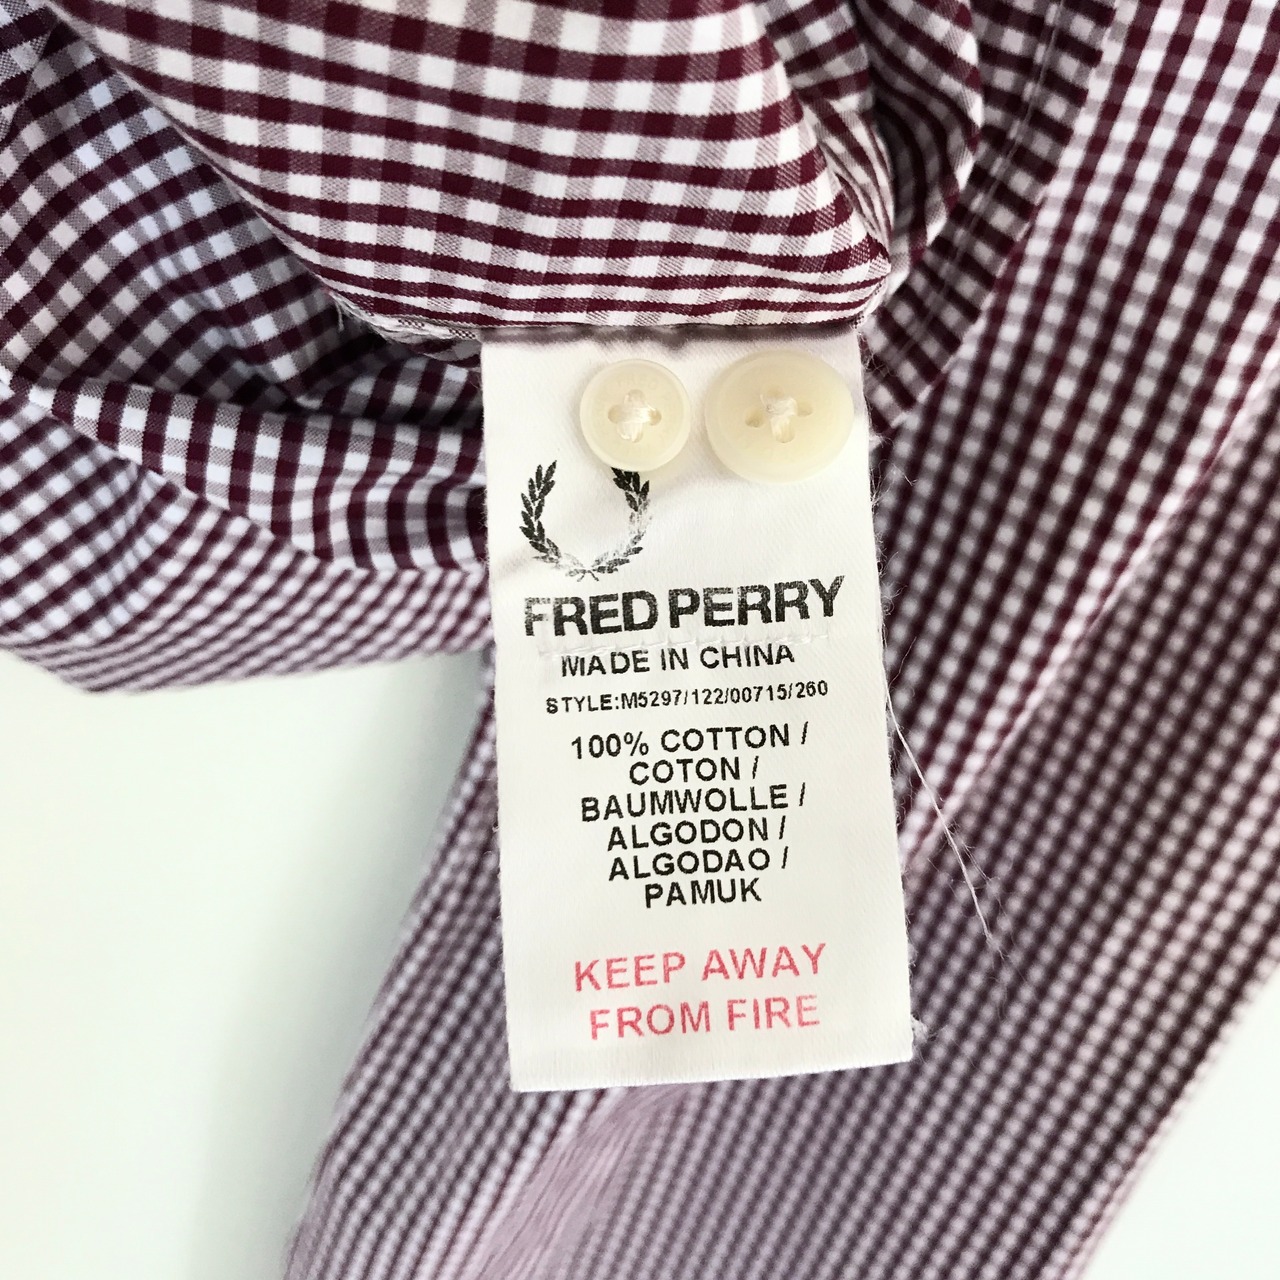 FRED PERRY
MADE IN CHINA
STYLE:M5297/122/00715/260
100% COTTON /
COTON /
BAUMWOLLE /
ALGODON /
ALGODAO /
PAMUK
KEEP AWAY
FROM FIRE